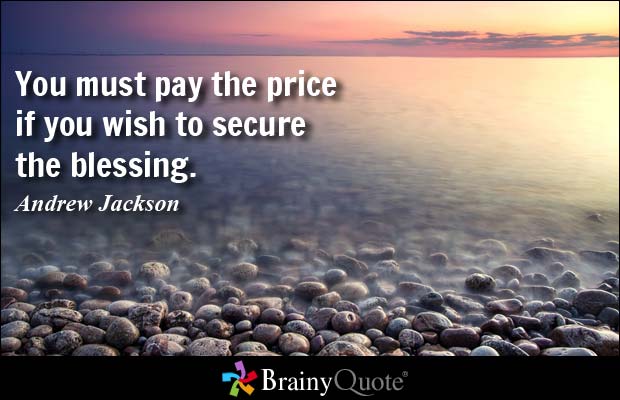 You must pay the price
if you wish to secure
the blessing.
Andrew Jackson
BrainyQuote®